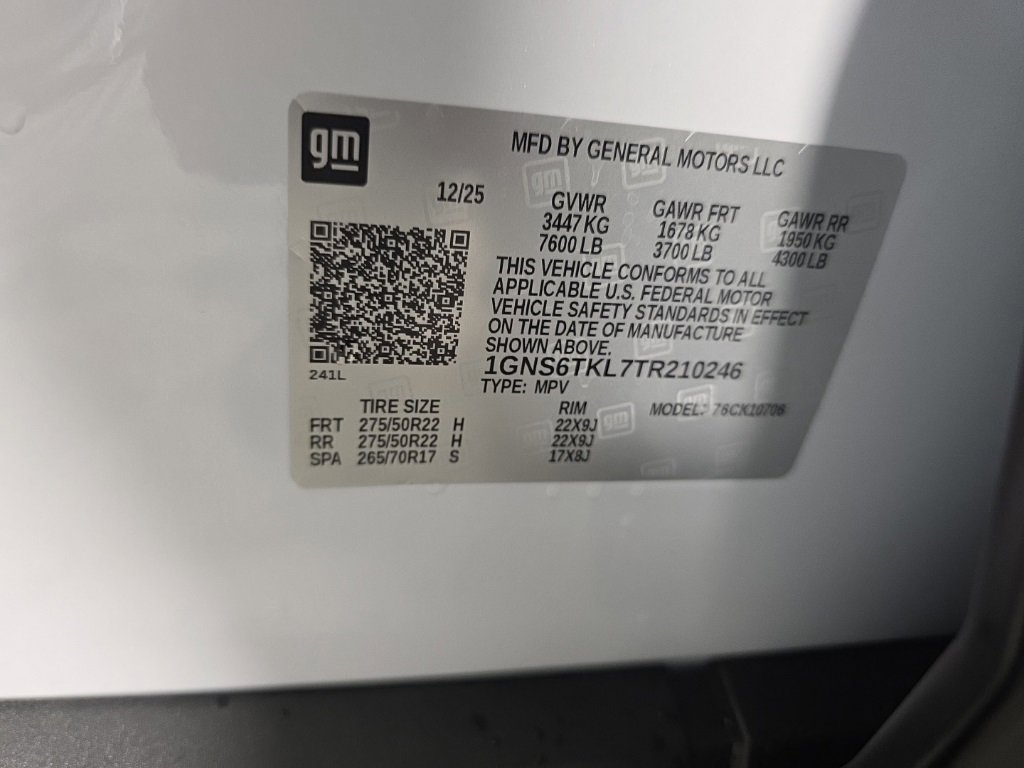 gm
MFD BY GENERAL MOTORS LLC
12/25
GVWR
3447 KG
7600 LB
GAWR FRT
1678 KG
3700 LB
GAWR RR
1950 KG
4300 LB
THIS VEHICLE CONFORMS TO ALL
APPLICABLE U.S. FEDERAL MOTOR
VEHICLE SAFETY STANDARDS IN EFFECT
ON THE DATE OF MANUFACTURE
SHOWN ABOVE.
1GNS6TKL7TR210246
TYPE: MPV
241L
TIRE SIZE RIM MODEL: 76CK10706
FRT 275/50R22 H 22X9J
RR 275/50R22 H 22X9J
SPA 265/70R17 S 17X8J